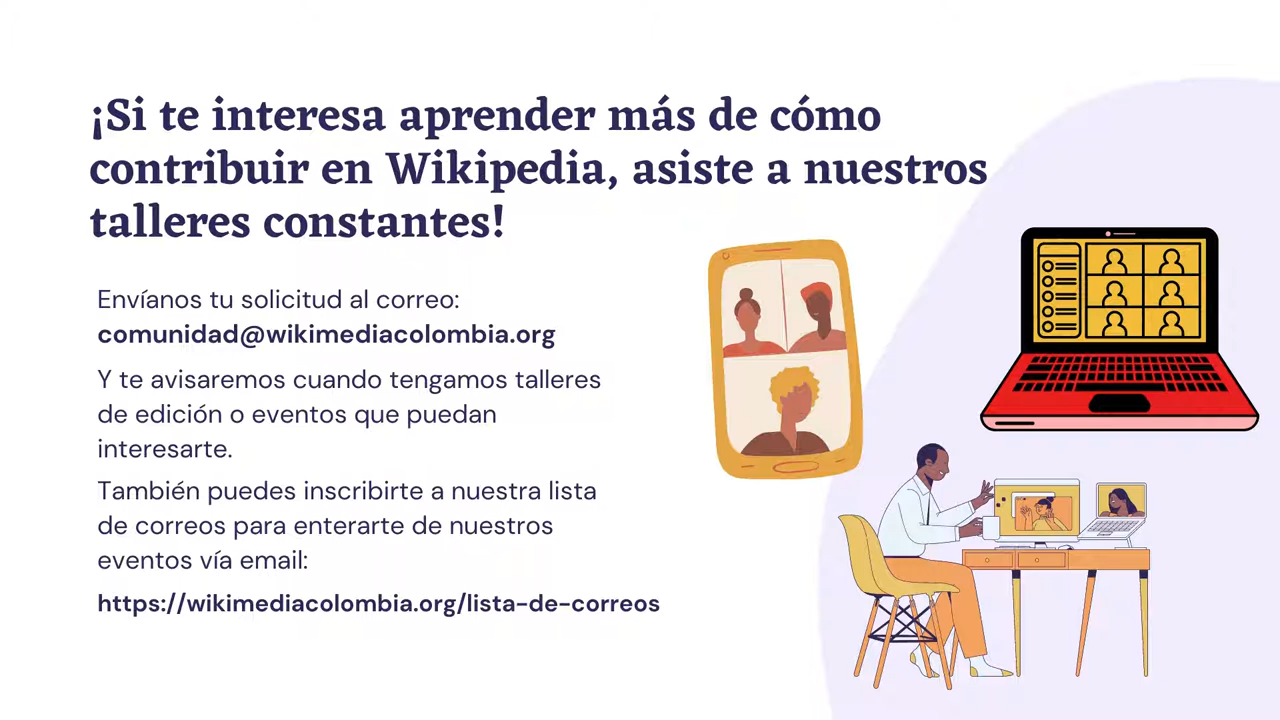 ¡Si te interesa aprender más de cómo
contribuir en Wikipedia, asiste a nuestros
talleres constantes!
Envíanos tu solicitud al correo:
comunidad@wikimediacolombia.org
Y te avisaremos cuando tengamos talleres
de edición o eventos que puedan
interesarte.
También puedes inscribirte a nuestra lista
de correos para enterarte de nuestros
eventos vía email:
https://wikimediacolombia.org/lista-de-correos